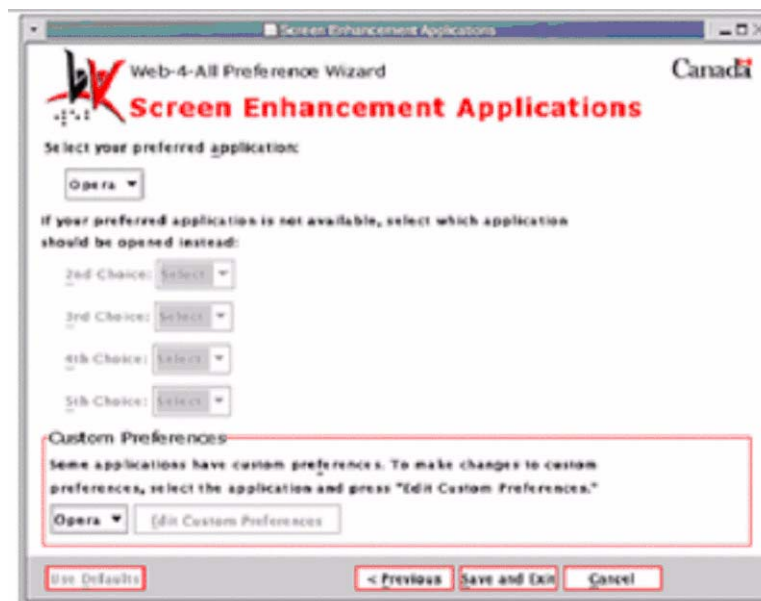 Screen Enhancement Applications
Web-4-All Preference Wizard
Canada
Screen Enhancement Applications
Select your preferred application:
Opera
If your preferred application is not available, select which application
should be opened instead:
2nd Choice: Select
3rd Choice: Select
4th Choice: Select
5th Choice: Select
Custom Preferences
Some applications have custom preferences. To make changes to custom
preferences, select the application and press "Edit Custom Preferences."
Opera Edit Custom Preferences
Use Defaults < Previous Save and Exit Cancel